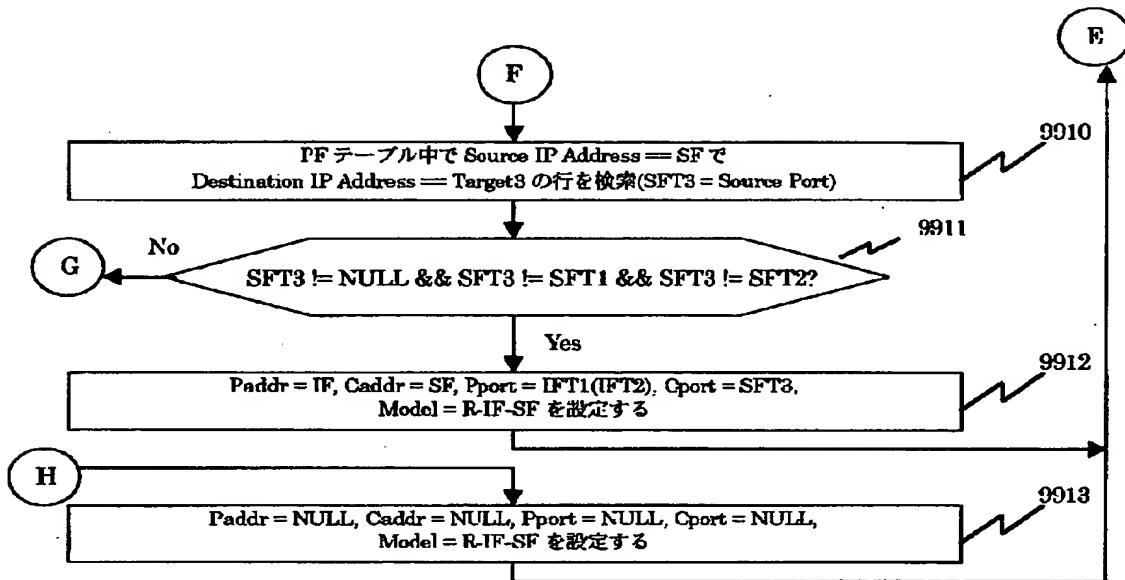 E
F
9910
PF テーブル中で Source IP Address == SF で
Destination IP Address == Target3 の行を検索(SFT3 = Source Port)
9911
No
G
SFT3 != NULL && SFT3 != SFT1 && SFT3 != SFT2?
Yes
9912
Paddr = IF, Caddr = SF, Pport = IFT1(IFT2), Cport = SFT3,
Model = R-IF-SF を設定する
H
9913
Paddr = NULL, Caddr = NULL, Pport = NULL, Cport = NULL,
Model = R-IF-SF を設定する